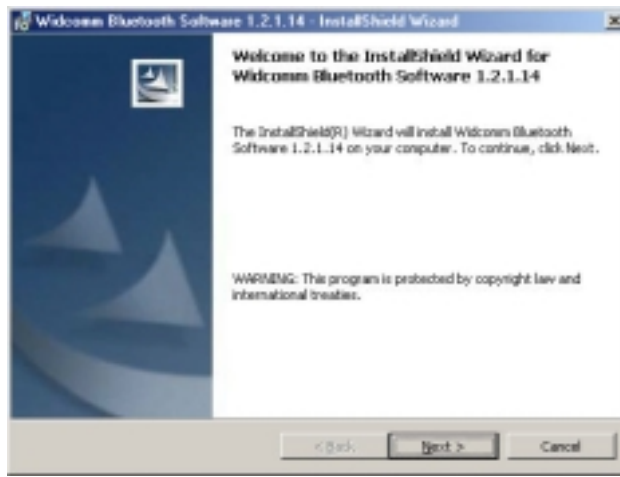 Widcomm Bluetooth Software 1.2.1.14 - InstallShield Wizard
Welcome to the InstallShield Wizard for
Widcomm Bluetooth Software 1.2.1.14
The InstallShield(R) Wizard will install Widcomm Bluetooth
Software 1.2.1.14 on your computer. To continue, click Next.
WARNING: This program is protected by copyright law and
international treaties.
< Back
Next >
Cancel